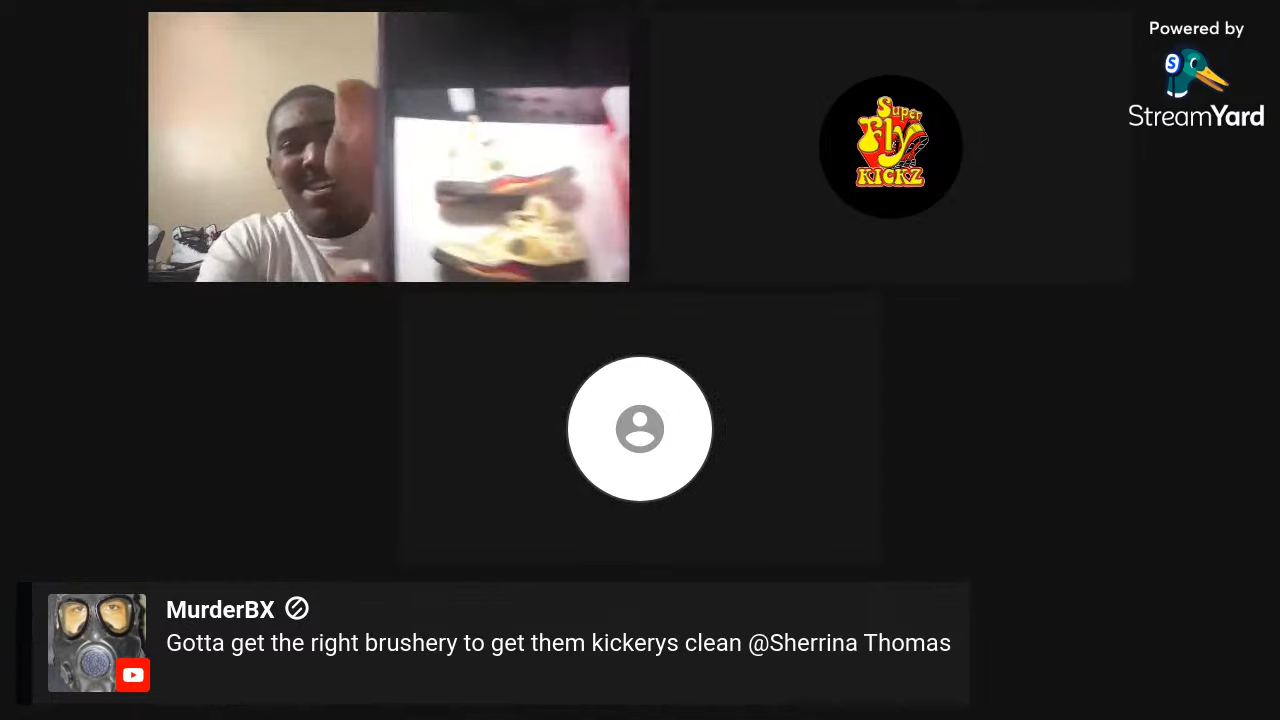 Powered by
StreamYard
S
Super
Fly
KICKZ
MurderBX
Gotta get the right brushery to get them kickerys clean @Sherrina Thomas